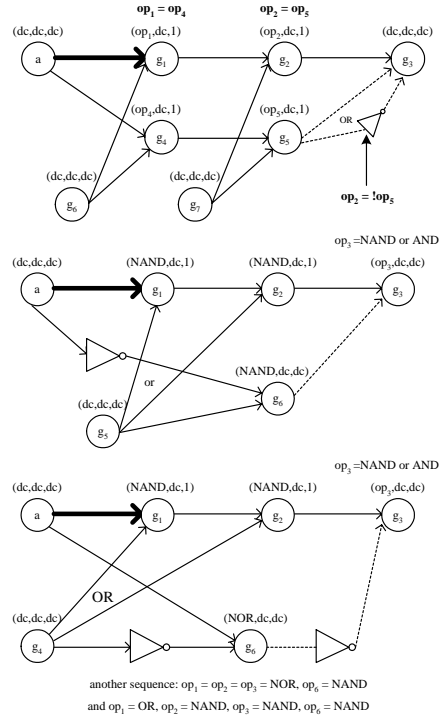 op1 = op4 op2 = op5
(dc,dc,dc) (op1,dc,1) (op2,dc,1) (dc,dc,dc)
a g1 g2 g3
(op4,dc,1) (op5,dc,1)
OR
g4 g5
(dc,dc,dc) (dc,dc,dc)
g6 g7
op2 = !op5
op3 =NAND or AND
(dc,dc,dc) (NAND,dc,1) (NAND,dc,1) (op3,dc,dc)
a g1 g2 g3
(NAND,dc,dc)
or
g6
(dc,dc,dc)
g5
op3 =NAND or AND
(dc,dc,dc) (NAND,dc,1) (NAND,dc,1) (op3,dc,dc)
a g1 g2 g3
OR
(dc,dc,dc) (NOR,dc,dc)
g4 g6
another sequence: op1 = op2 = op3 = NOR, op6 = NAND
and op1 = OR, op2 = NAND, op3 = NAND, op6 = NAND